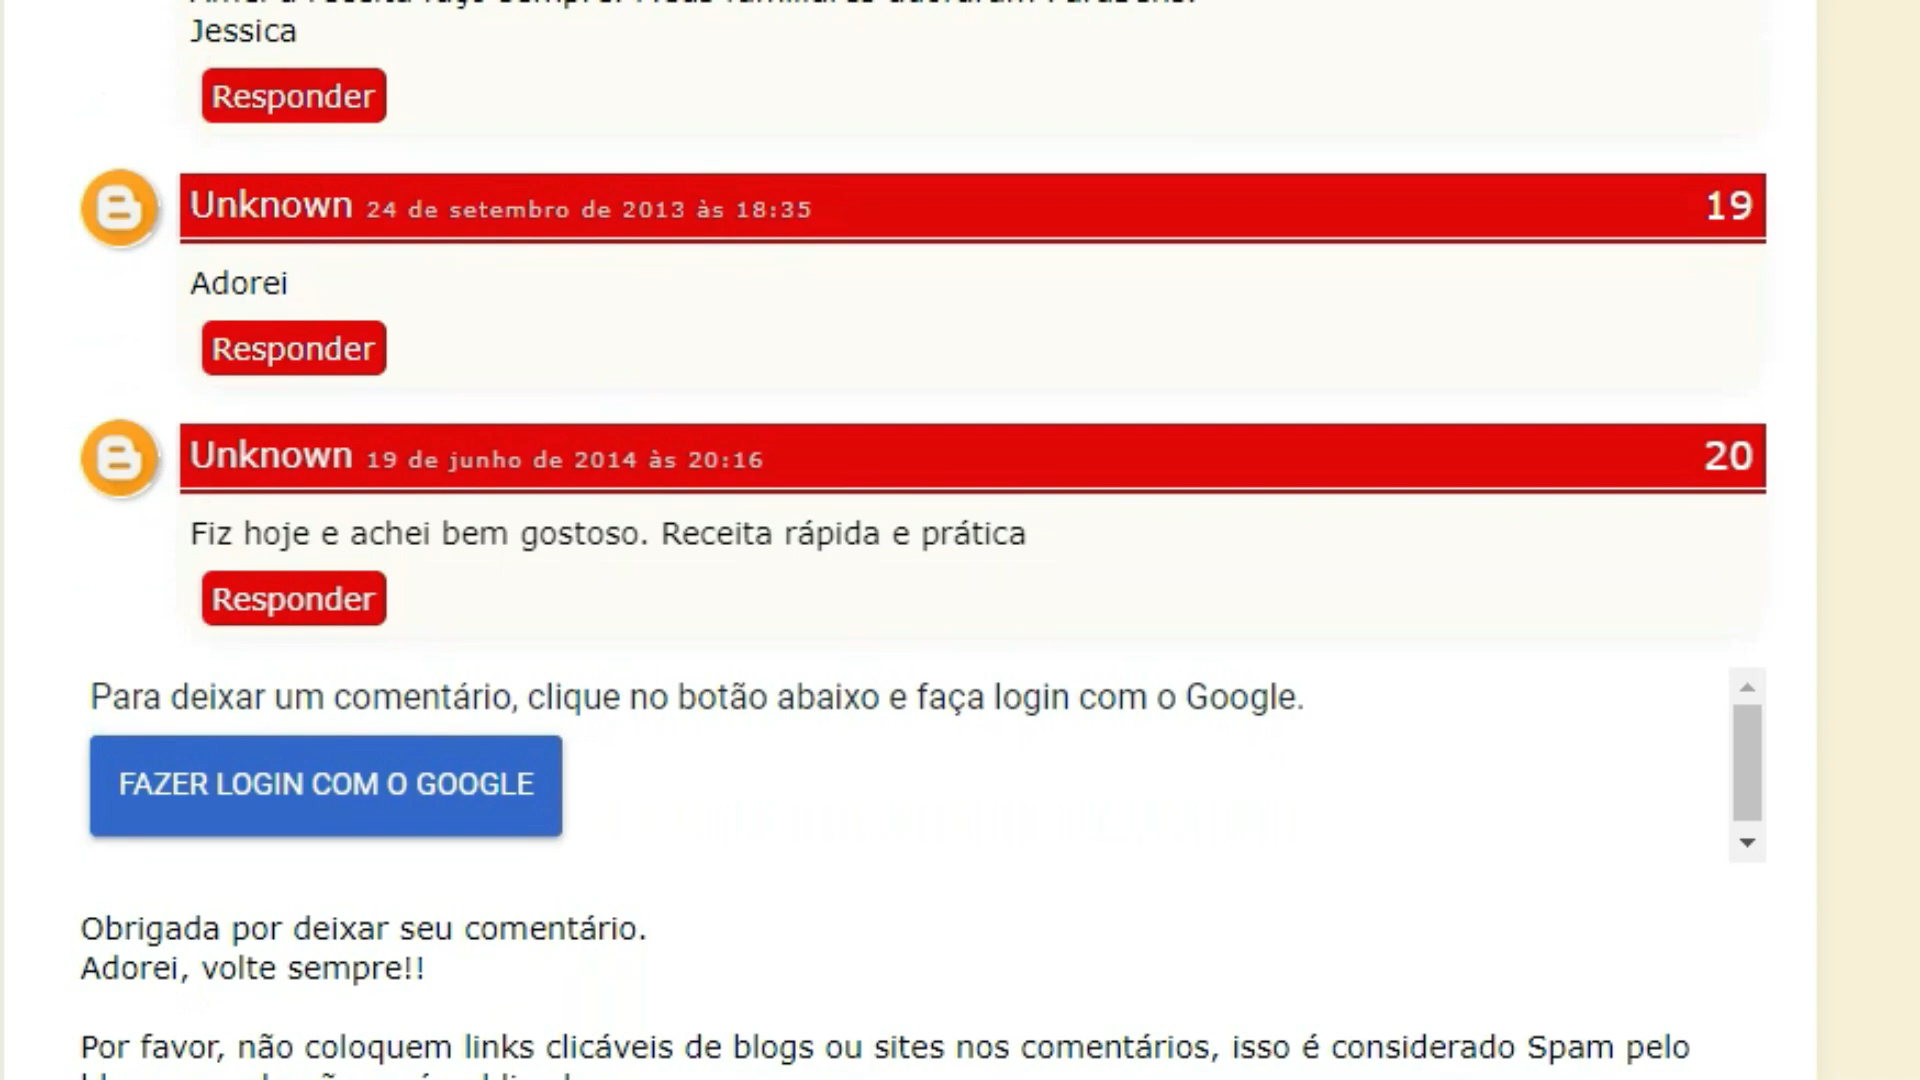 Jessica
Responder
Unknown 24 de setembro de 2013 às 18:35 19
Adorei
Responder
Unknown 19 de junho de 2014 às 20:16 20
Fiz hoje e achei bem gostoso. Receita rápida e prática
Responder
Para deixar um comentário, clique no botão abaixo e faça login com o Google.
FAZER LOGIN COM O GOOGLE
Obrigada por deixar seu comentário.
Adorei, volte sempre!!
Por favor, não coloquem links clicáveis de blogs ou sites nos comentários, isso é considerado Spam pelo